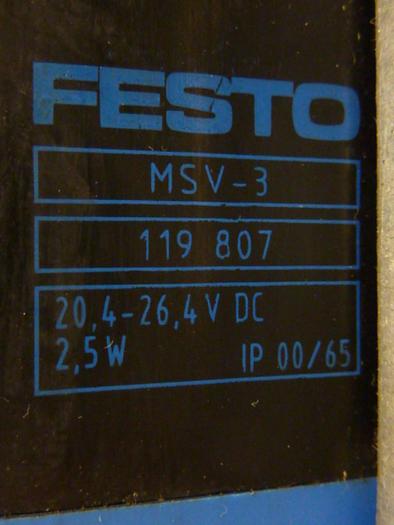 FESTO
MSV-3
119 807
20,4-26,4V DC
2,5W IP 00/65